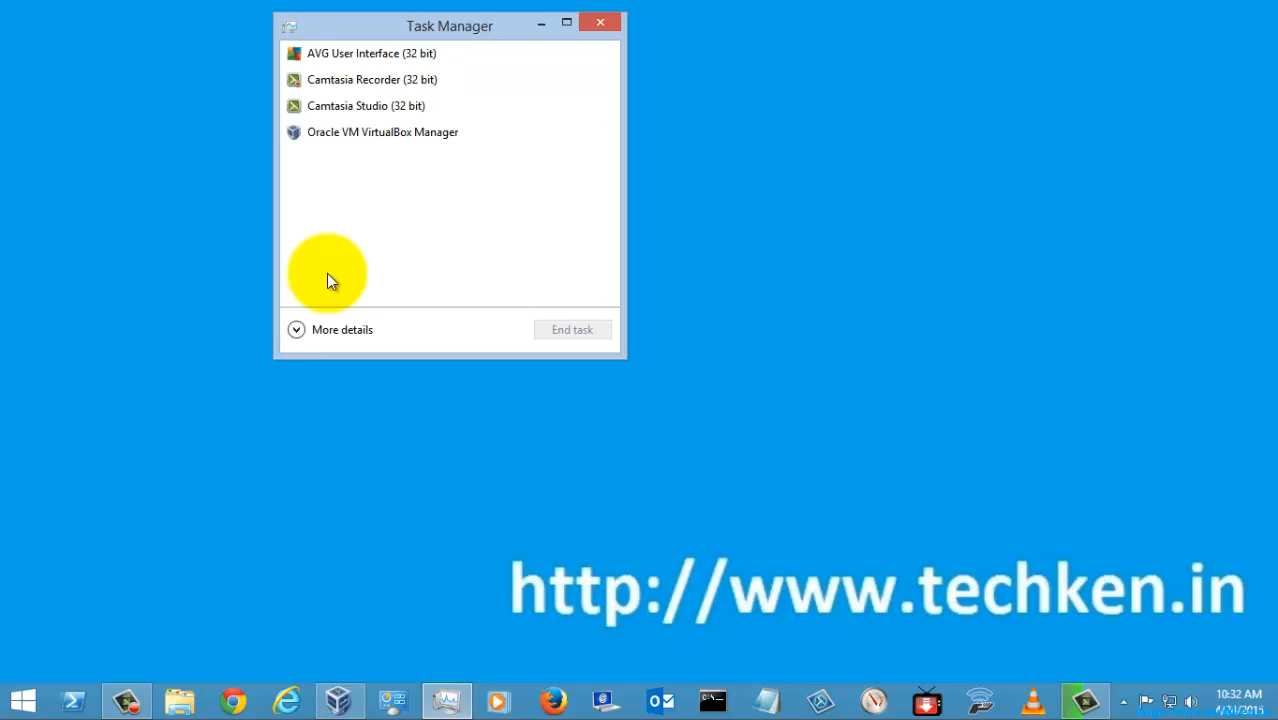 Task Manager
AVG User Interface (32 bit)
Camtasia Recorder (32 bit)
Camtasia Studio (32 bit)
Oracle VM VirtualBox Manager
More details
End task
http://www.techken.in
10:32 AM